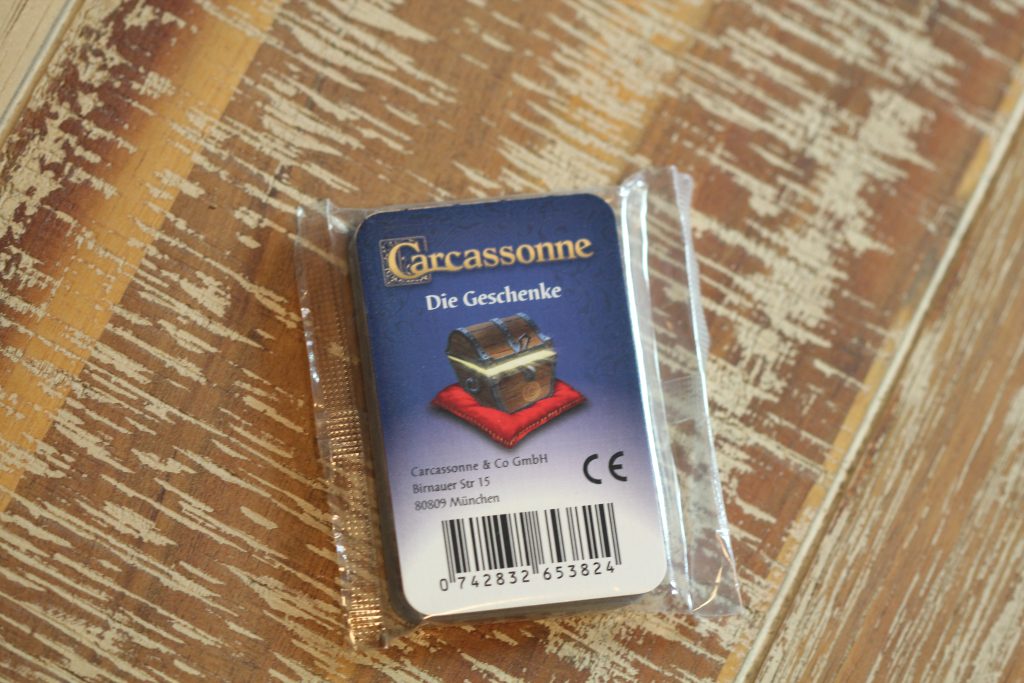 Carcassonne
Die Geschenke
Carcassonne & Co GmbH
Birnauer Str 15
80809 München
CE
0 742832 653824